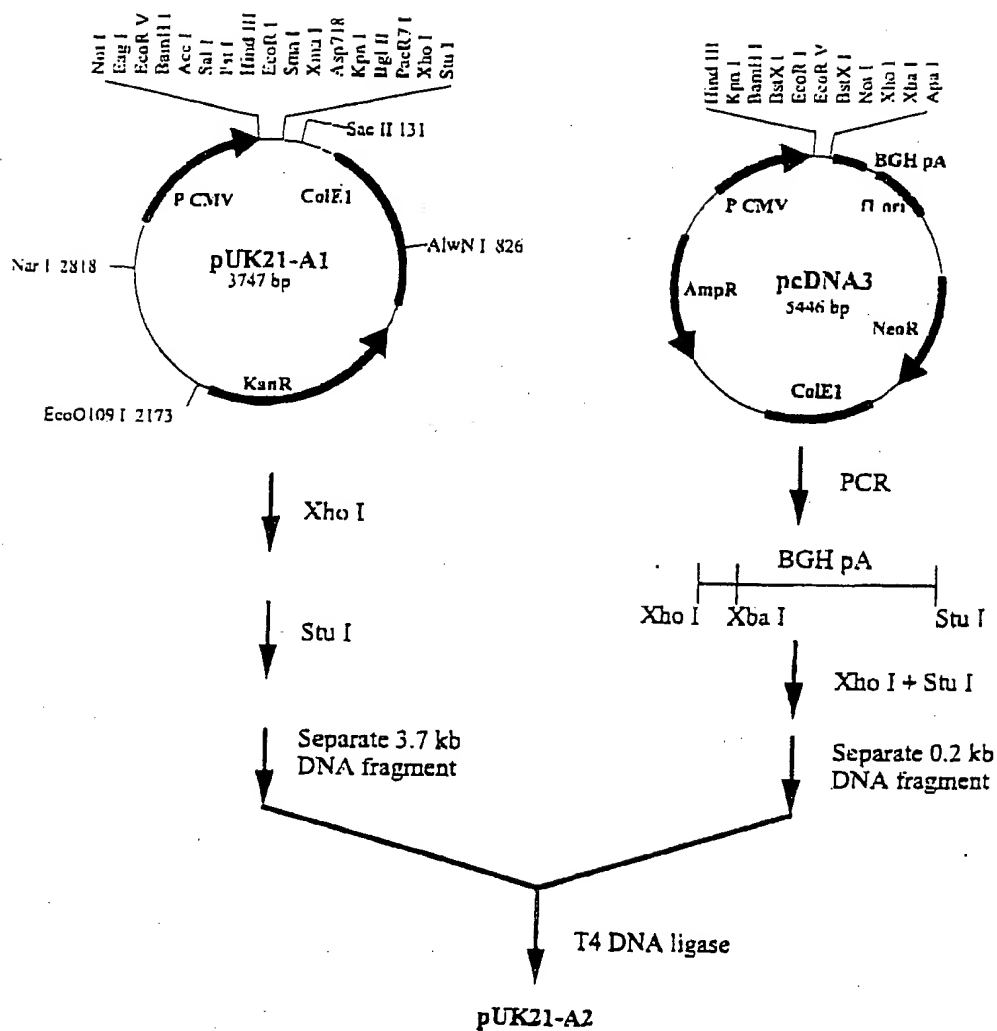 Not I
Eag I
EcoR V
BamH I
Acc I
Sal I
Pst I
Hind III
EcoR I
Sma I
Xma I
Asp718
Kpn I
Bgl II
PaeR7 I
Xho I
Stu I
Sac II 131
P CMV
ColE1
pUK21-A1
3747 bp
AlwN I 826
Nar I 2818
KanR
EcoO109 I 2173
Hind III
Kpn I
BamH I
BstX I
EcoR I
EcoR V
BstX I
Not I
Xho I
Xba I
Apa I
BGH pA
P CMV
f1 ori
AmpR
pcDNA3
5446 bp
NeoR
ColE1
Xho I
PCR
BGH pA
Xho I
Xba I
Stu I
Stu I
Xho I + Stu I
Separate 3.7 kb
DNA fragment
Separate 0.2 kb
DNA fragment
T4 DNA ligase
pUK21-A2